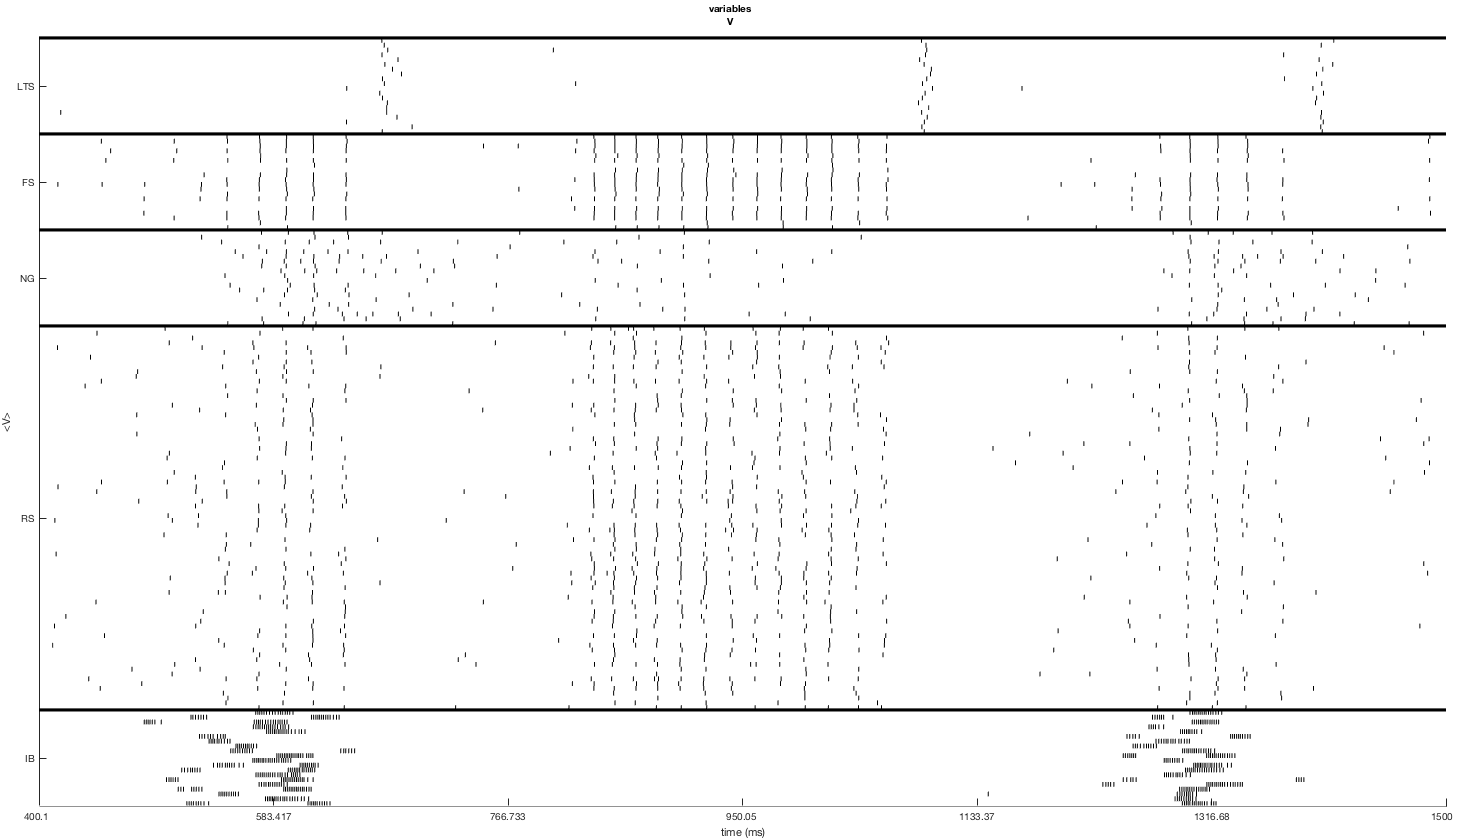 variables
V
LTS
FS
NG
RS
IB
<V>
400.1 583.417 766.733 950.05 1133.37 1316.68 1500
time (ms)